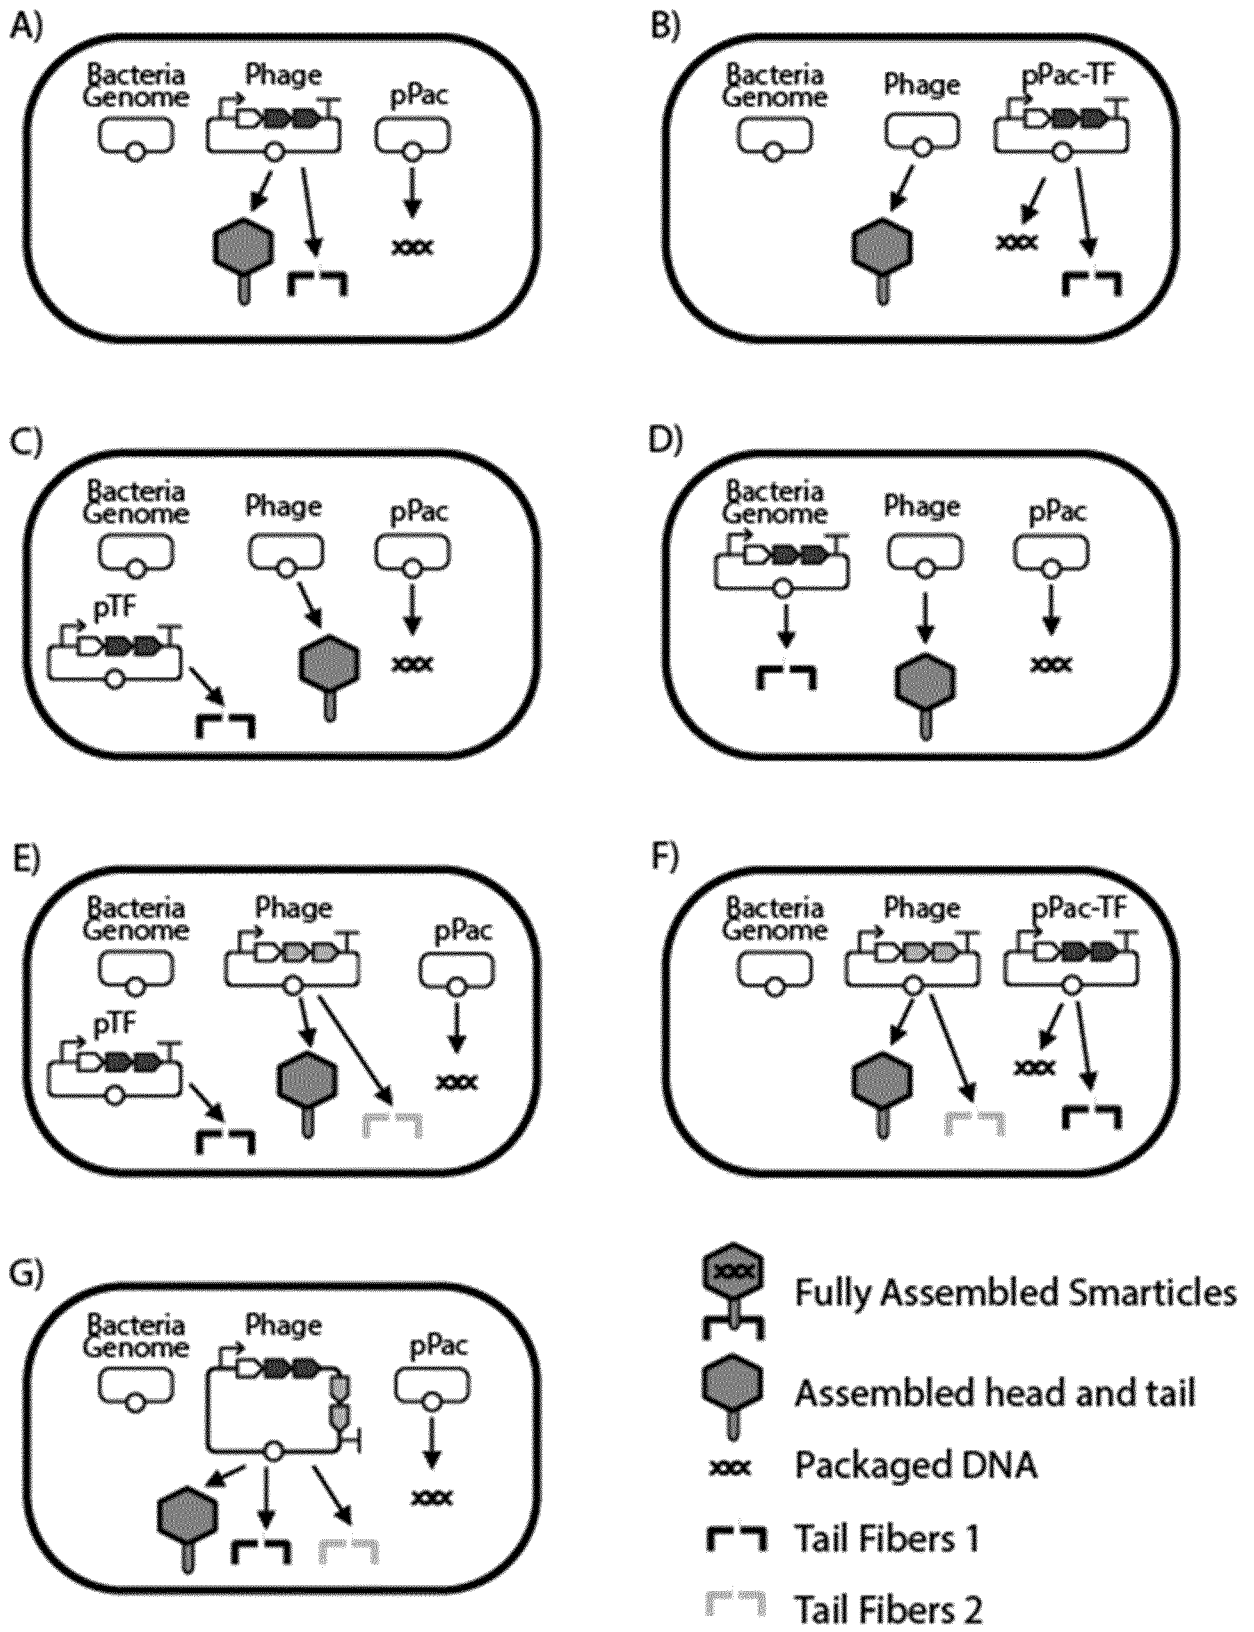 A)
Bacteria
Genome
Phage
pPac
B)
Bacteria
Genome
Phage
pPac-TF
C)
Bacteria
Genome
Phage
pPac
pTF
D)
Bacteria
Genome
Phage
pPac
E)
Bacteria
Genome
Phage
pPac
pTF
F)
Bacteria
Genome
Phage
pPac-TF
G)
Bacteria
Genome
Phage
pPac
Fully Assembled Smarticles
Assembled head and tail
Packaged DNA
Tail Fibers 1
Tail Fibers 2